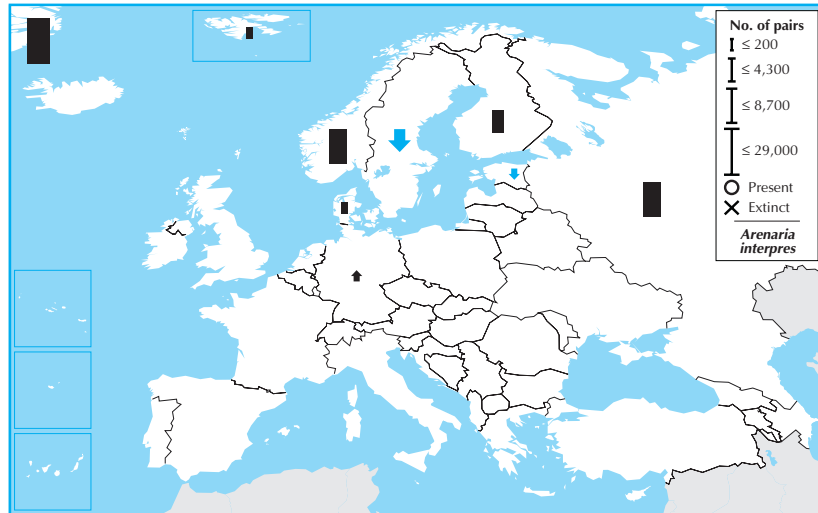 No. of pairs
≤ 200
≤ 4,300
≤ 8,700
≤ 29,000
Present
Extinct
Arenaria
interpres